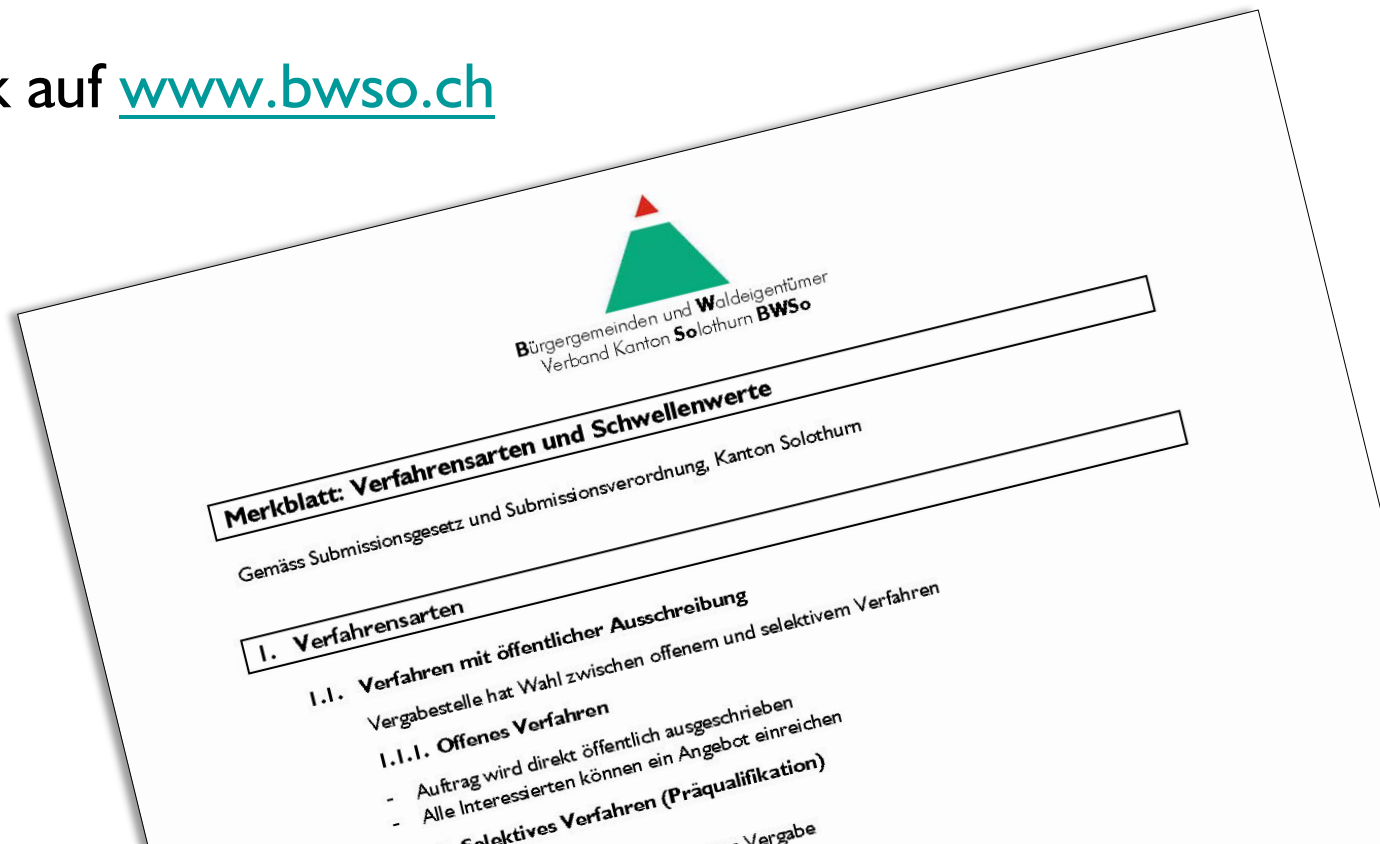 k auf www.bwso.ch
Bürgergemeinden und Waldeigentümer
Verband Kanton Solothurn BWSo
Merkblatt: Verfahrensarten und Schwellenwerte
Gemäss Submissionsgesetz und Submissionsverordnung, Kanton Solothurn
1. Verfahrensarten
1.1. Verfahren mit öffentlicher Ausschreibung
Vergabestelle hat Wahl zwischen offenem und selektivem Verfahren
1.1.1. Offenes Verfahren
- Auftrag wird direkt öffentlich ausgeschrieben
- Alle Interessierten können ein Angebot einreichen
Selektives Verfahren (Präqualifikation)
Vergabe